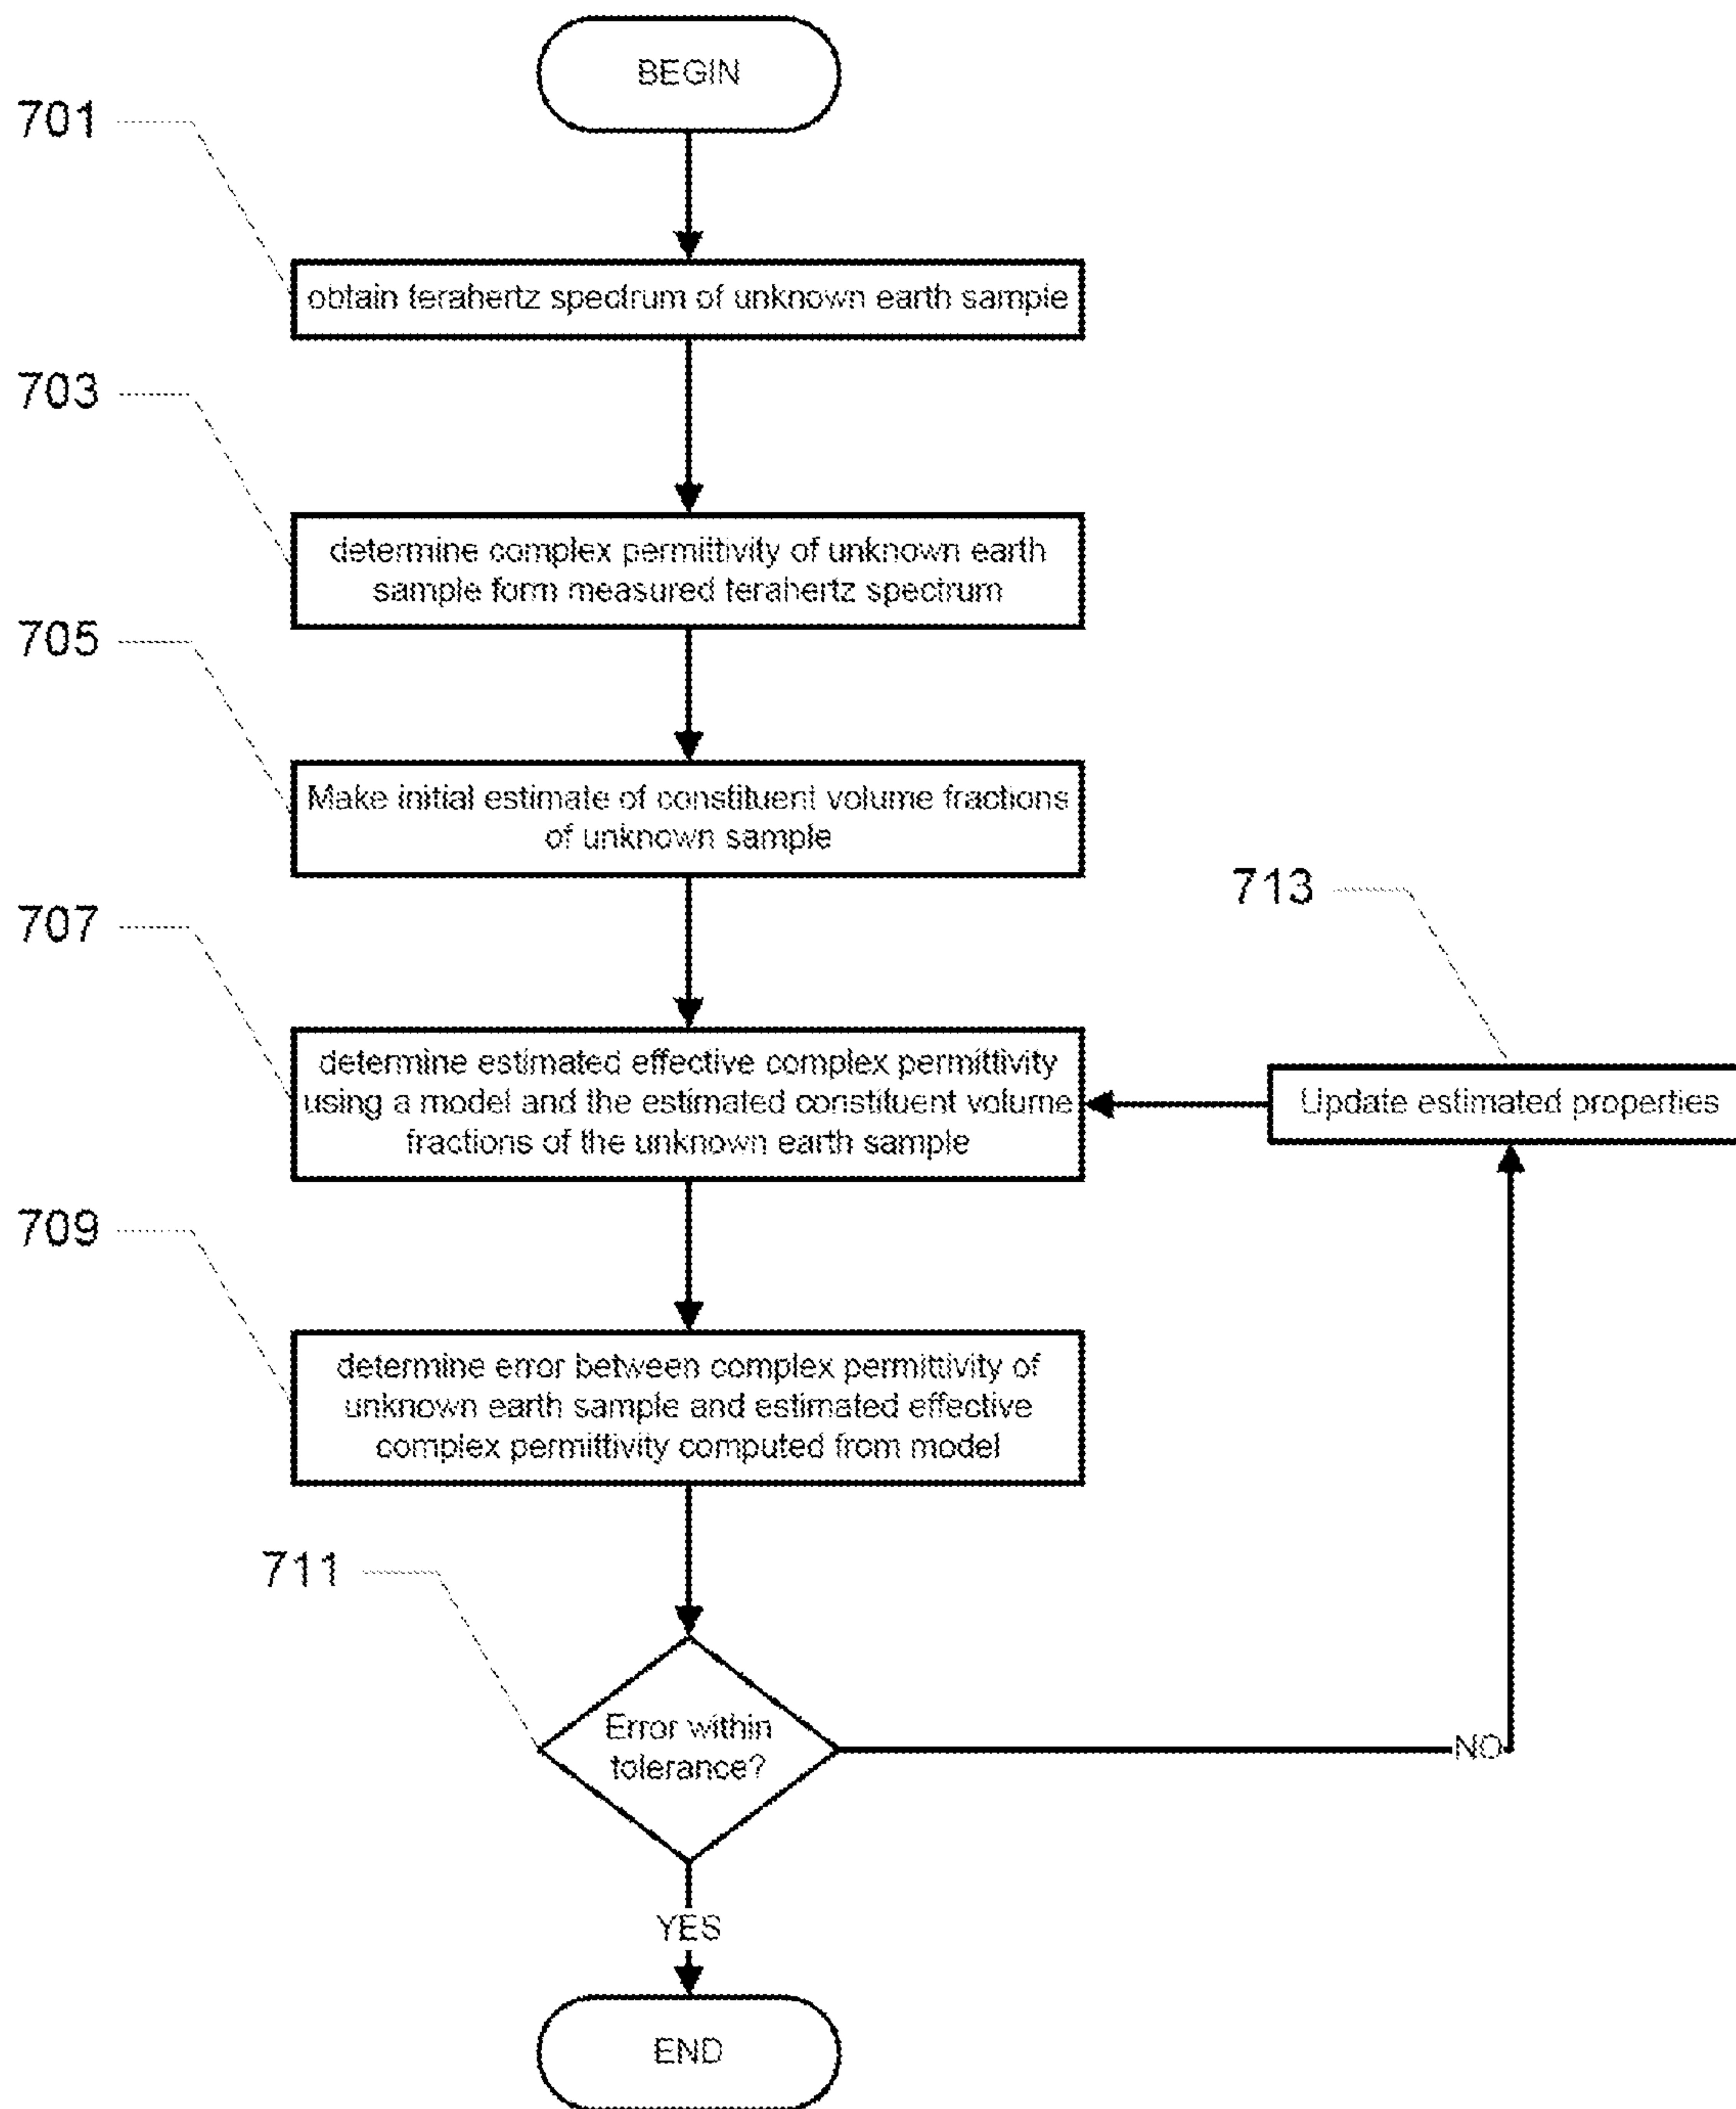 BEGIN
701
obtain terahertz spectrum of unknown earth sample
703
determine complex permittivity of unknown earth
sample form measured terahertz spectrum
705
Make initial estimate of constituent volume fractions
of unknown sample
707
713
determine estimated effective complex permittivity
using a model and the estimated constituent volume
fractions of the unknown earth sample
Update estimated properties
709
determine error between complex permittivity of
unknown earth sample and estimated effective
complex permittivity computed from model
711
Error within
tolerance?
NO
YES
END